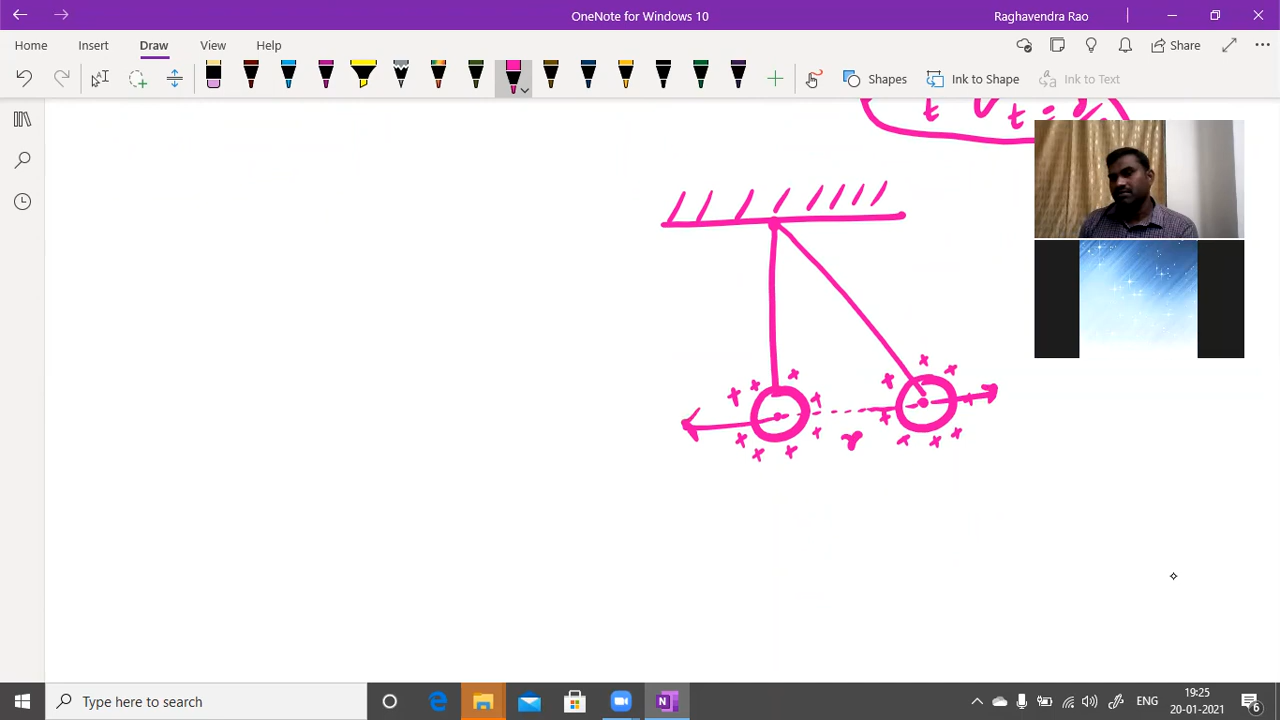 OneNote for Windows 10
Raghavendra Rao
Home Insert Draw View Help
Share
Shapes
Ink to Shape
Ink to Text
t
t
r
Type here to search
ENG
19:25
20-01-2021
6